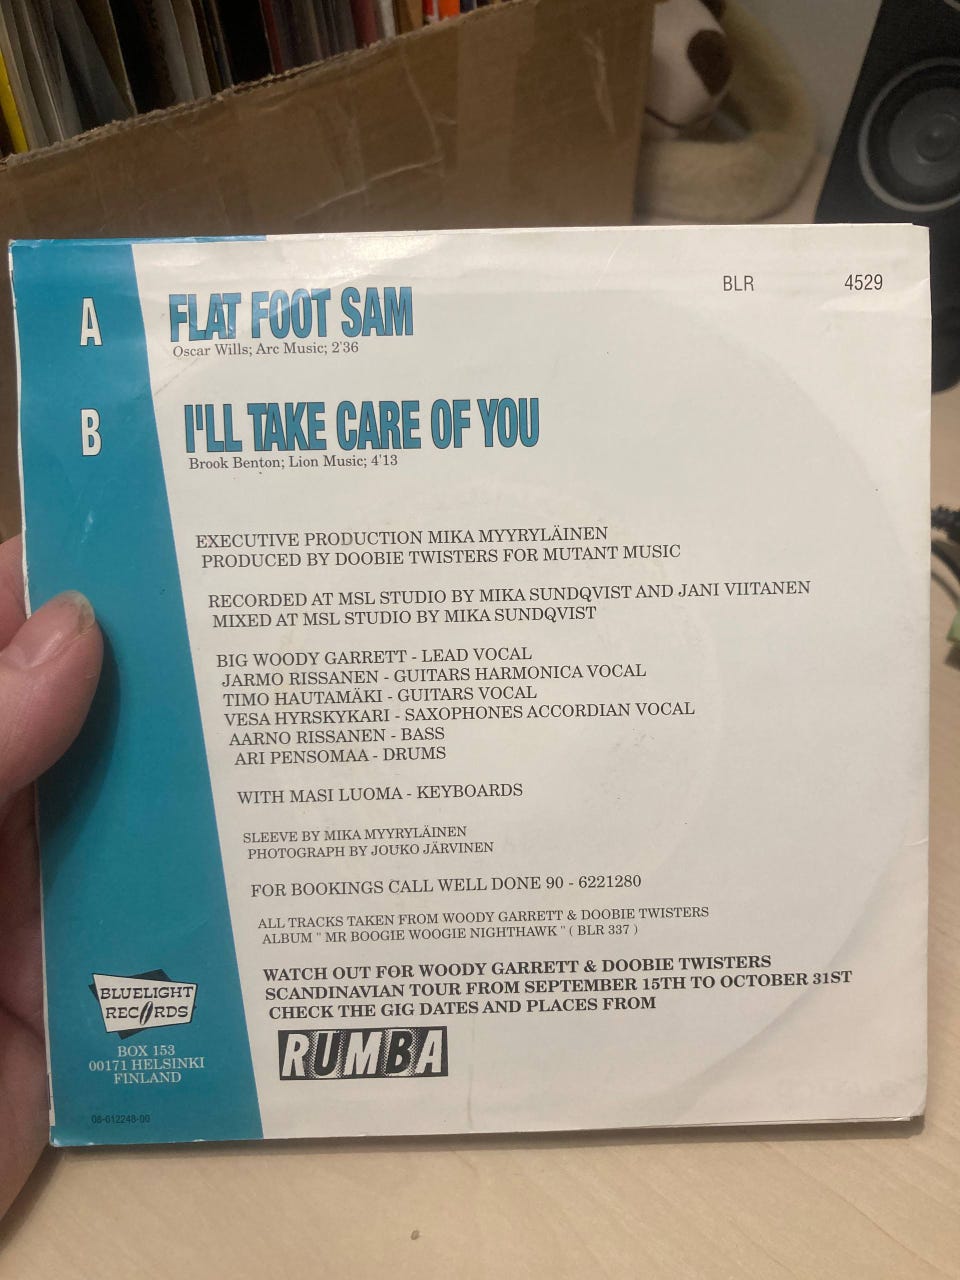 BLR 4529
A FLAT FOOT SAM
Oscar Wills; Arc Music; 2'36
B I'LL TAKE CARE OF YOU
Brook Benton; Lion Music; 4'13
EXECUTIVE PRODUCTION MIKA MYYRYLÄINEN
PRODUCED BY DOOBIE TWISTERS FOR MUTANT MUSIC
RECORDED AT MSL STUDIO BY MIKA SUNDQVIST AND JANI VIITANEN
MIXED AT MSL STUDIO BY MIKA SUNDQVIST
BIG WOODY GARRETT - LEAD VOCAL
JARMO RISSANEN - GUITARS HARMONICA VOCAL
TIMO HAUTAMÄKI - GUITARS VOCAL
VESA HYRSKYKARI - SAXOPHONES ACCORDIAN VOCAL
AARNO RISSANEN - BASS
ARI PENSOMAA - DRUMS
WITH MASI LUOMA - KEYBOARDS
SLEEVE BY MIKA MYYRYLÄINEN
PHOTOGRAPH BY JOUKO JÄRVINEN
FOR BOOKINGS CALL WELL DONE 90 - 6221280
ALL TRACKS TAKEN FROM WOODY GARRETT & DOOBIE TWISTERS
ALBUM " MR BOOGIE WOOGIE NIGHTHAWK " ( BLR 337 )
WATCH OUT FOR WOODY GARRETT & DOOBIE TWISTERS
SCANDINAVIAN TOUR FROM SEPTEMBER 15TH TO OCTOBER 31ST
CHECK THE GIG DATES AND PLACES FROM
RUMBA
BLUELIGHT
RECORDS
BOX 153
00171 HELSINKI
FINLAND
08-012248-00